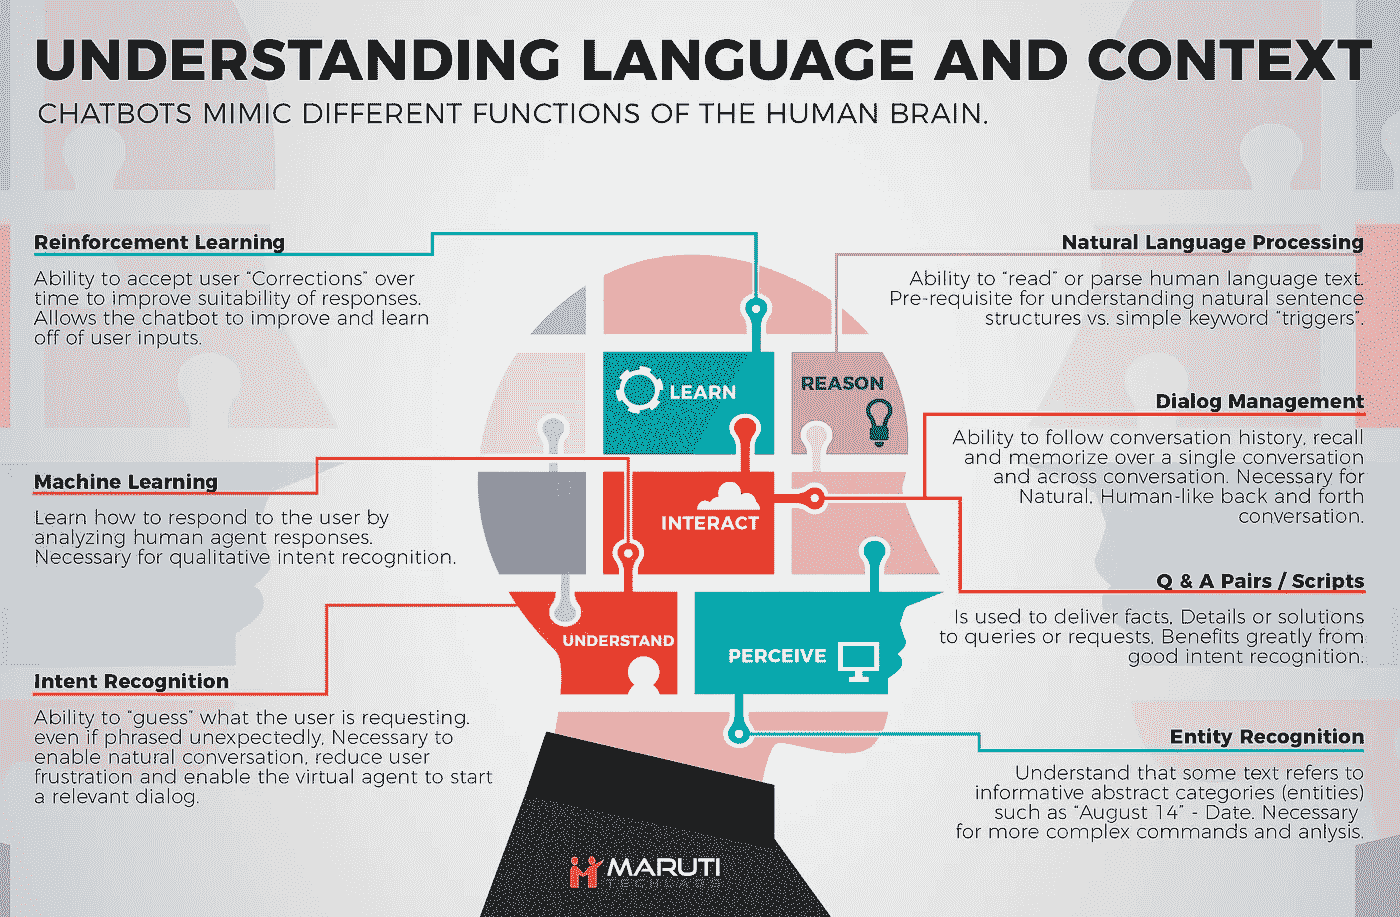 UNDERSTANDING LANGUAGE AND CONTEXT
CHATBOTS MIMIC DIFFERENT FUNCTIONS OF THE HUMAN BRAIN.
Reinforcement Learning
Ability to accept user “Corrections” over
time to improve suitability of responses.
Allows the chatbot to improve and learn
off of user inputs.
Machine Learning
Learn how to respond to the user by
analyzing human agent responses.
Necessary for qualitative intent recognition.
Intent Recognition
Ability to “guess” what the user is requesting.
even if phrased unexpectedly, Necessary to
enable natural conversation, reduce user
frustration and enable the virtual agent to start
a relevant dialog.
LEARN
REASON
INTERACT
UNDERSTAND
PERCEIVE
Natural Language Processing
Ability to “read” or parse human language text.
Pre-requisite for understanding natural sentence
structures vs. simple keyword “triggers”.
Dialog Management
Ability to follow conversation history, recall
and memorize over a single conversation
and across conversation. Necessary for
Natural, Human-like back and forth
conversation.
Q & A Pairs / Scripts
Is used to deliver facts, Details or solutions
to queries or requests, Benefits greatly from
good intent recognition.
Entity Recognition
Understand that some text refers to
informative abstract categories (entities)
such as “August 14” - Date. Necessary
for more complex commands and anlysis.
MARUTI
TECHLABS